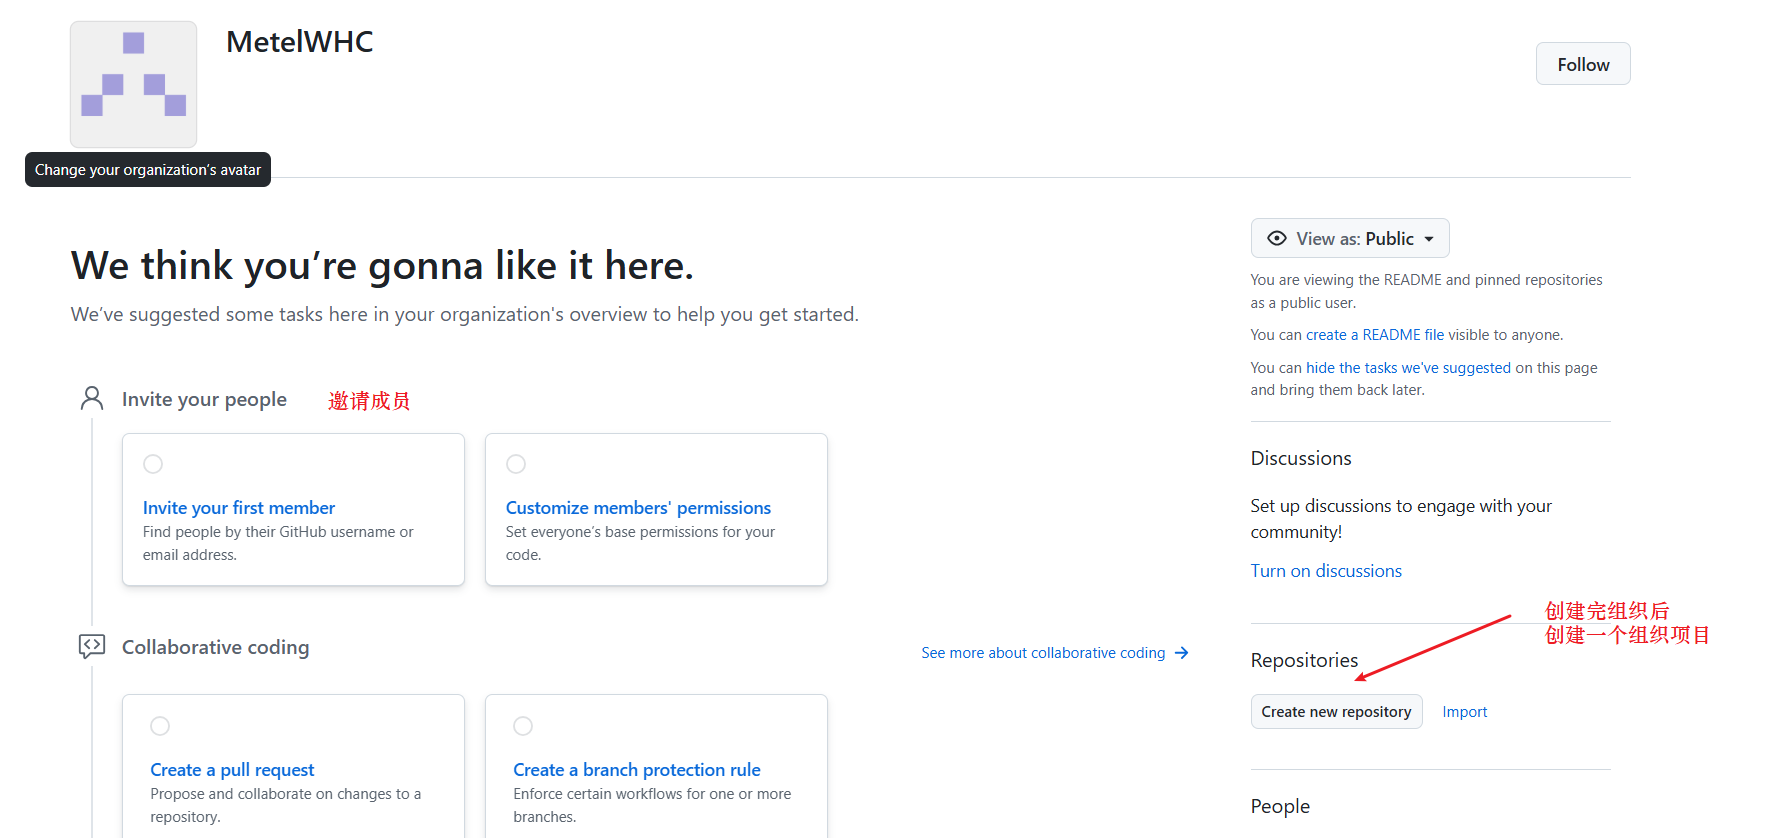 MetelWHC
Follow
Change your organization's avatar
We think you’re gonna like it here.
We’ve suggested some tasks here in your organization's overview to help you get started.
Invite your people
邀请成员
Invite your first member
Find people by their GitHub username or
email address.
Customize members' permissions
Set everyone’s base permissions for your
code.
Collaborative coding
See more about collaborative coding →
Create a pull request
Propose and collaborate on changes to a
repository.
Create a branch protection rule
Enforce certain workflows for one or more
branches.
View as: Public
You are viewing the README and pinned repositories
as a public user.
You can create a README file visible to anyone.
You can hide the tasks we've suggested on this page
and bring them back later.
Discussions
Set up discussions to engage with your
community!
Turn on discussions
创建完组织后
创建一个组织项目
Repositories
Create new repository
Import
People